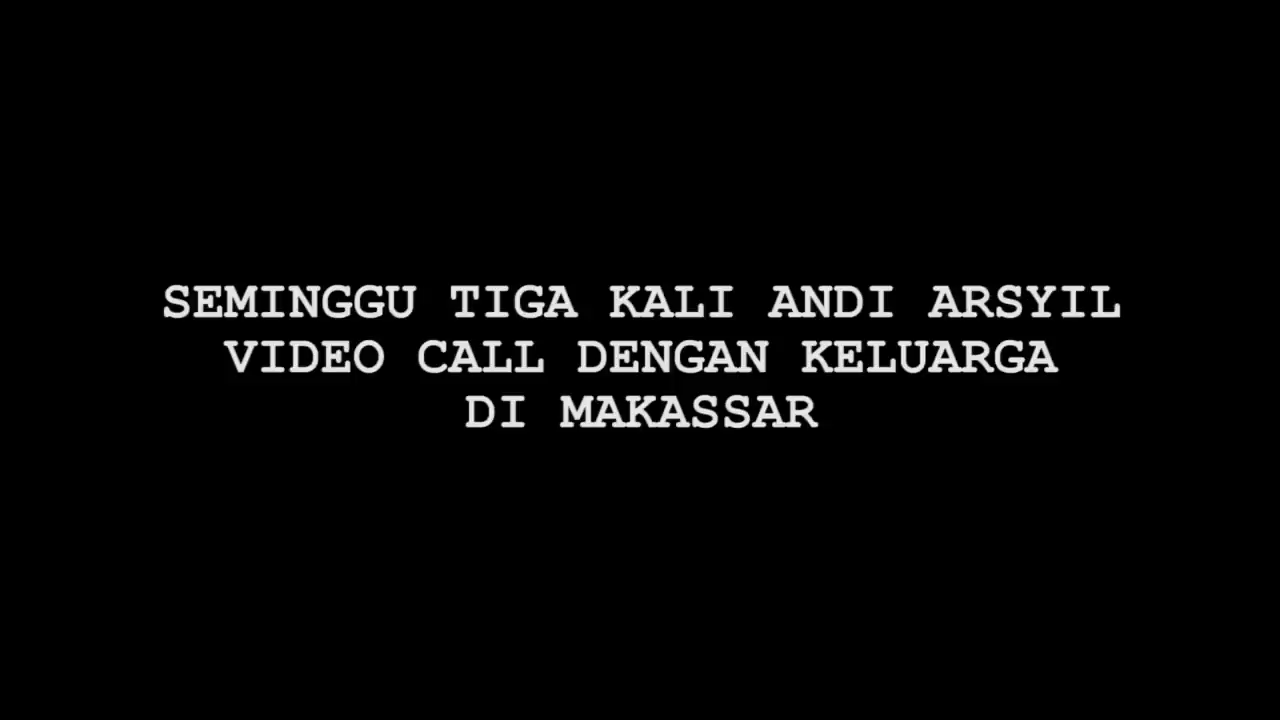 SEMINGGU TIGA KALI ANDI ARSYIL
VIDEO CALL DENGAN KELUARGA
DI MAKASSAR